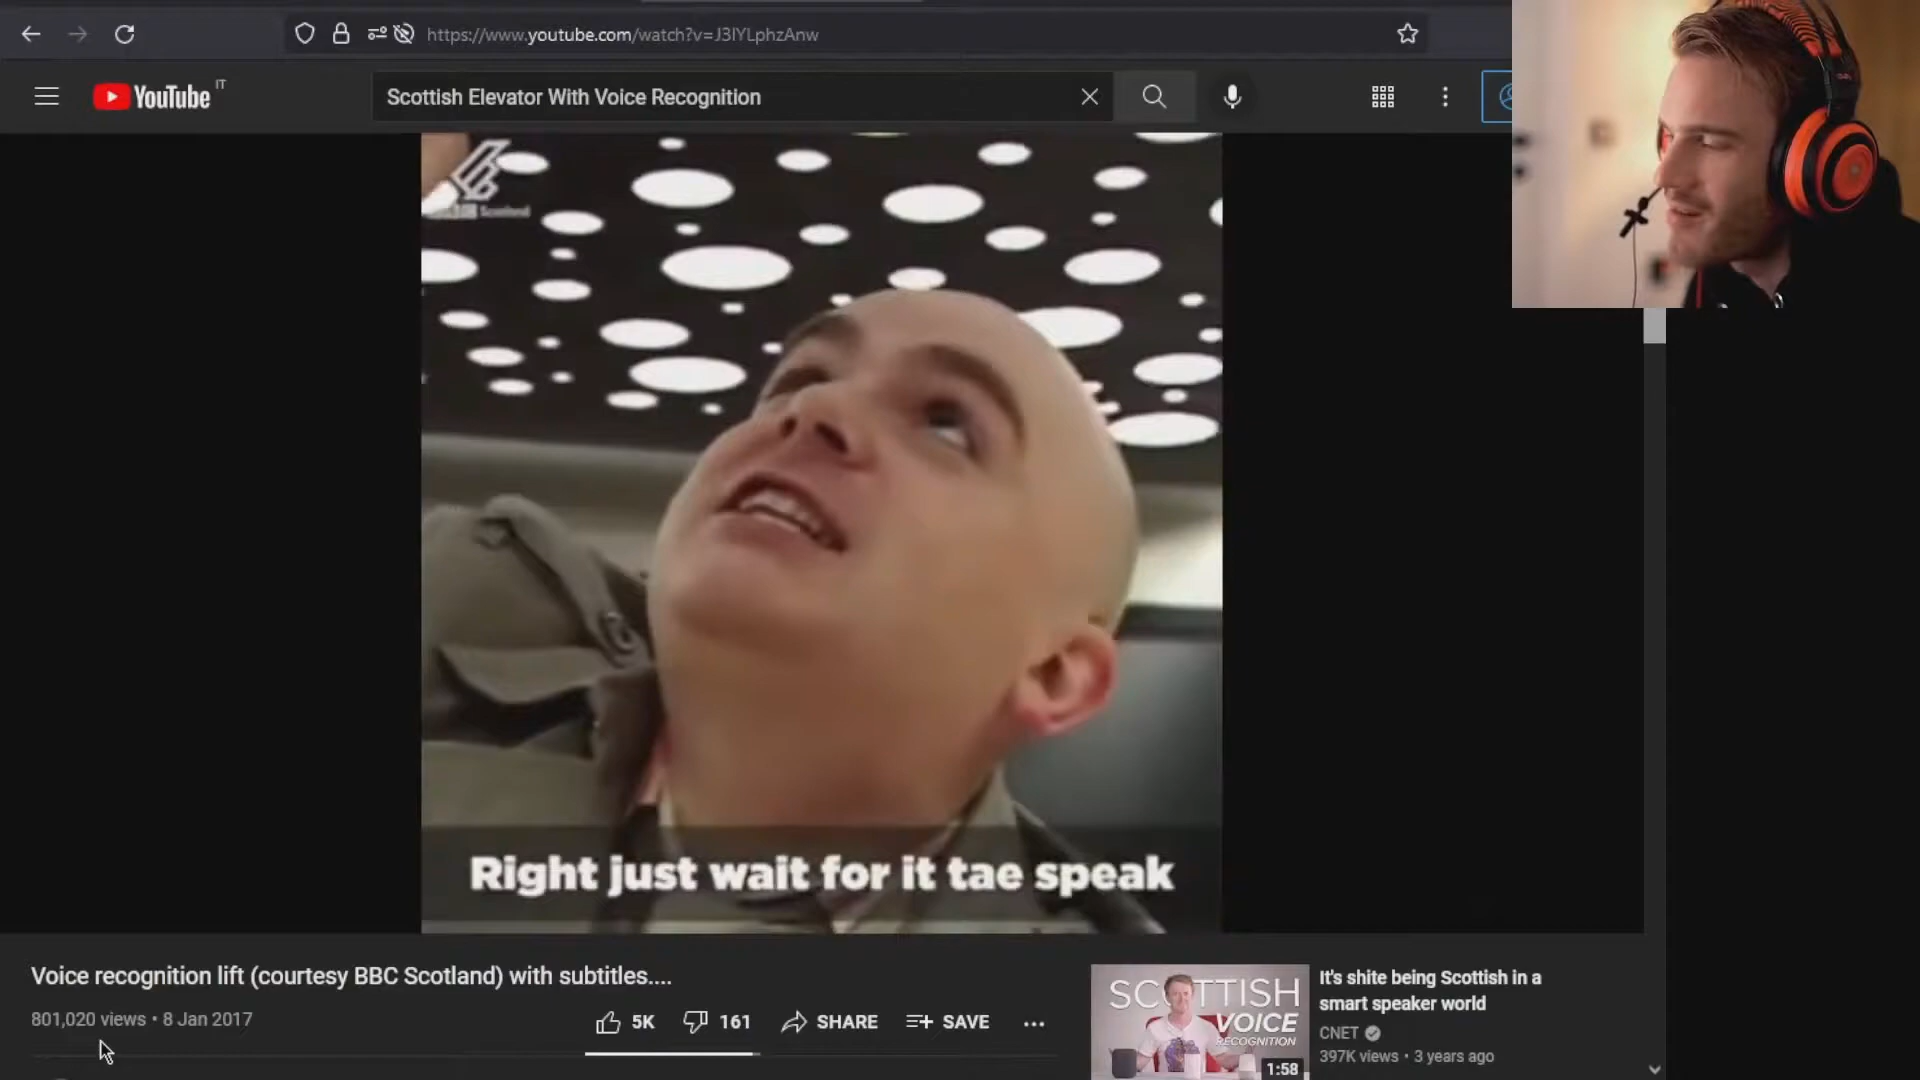 https://www.youtube.com/watch?v=J3lYLphzAnw
YouTube IT
Scottish Elevator With Voice Recognition
Scotland
Right just wait for it tae speak
Voice recognition lift (courtesy BBC Scotland) with subtitles....
801,020 views • 8 Jan 2017
5K
161
SHARE
SAVE
SCOTTISH
VOICE
RECOGNITION
1:58
It's shite being Scottish in a
smart speaker world
CNET
397K views • 3 years ago